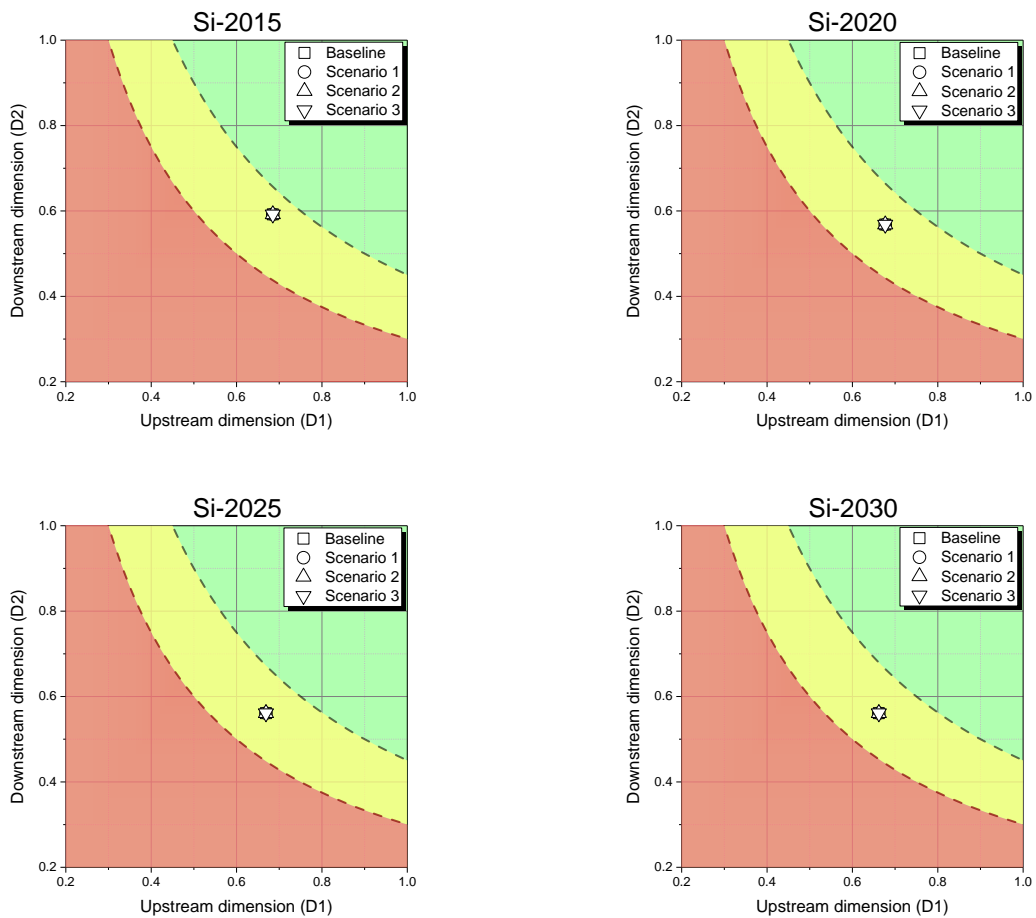 Si-2015
1.0
0.8
0.6
0.4
0.2
Downstream dimension (D2)
Baseline
Scenario 1
Scenario 2
Scenario 3
0.2 0.4 0.6 0.8 1.0
Upstream dimension (D1)
Si-2020
1.0
0.8
0.6
0.4
0.2
Downstream dimension (D2)
Baseline
Scenario 1
Scenario 2
Scenario 3
0.2 0.4 0.6 0.8 1.0
Upstream dimension (D1)
Si-2025
1.0
0.8
0.6
0.4
0.2
Downstream dimension (D2)
Baseline
Scenario 1
Scenario 2
Scenario 3
0.2 0.4 0.6 0.8 1.0
Upstream dimension (D1)
Si-2030
1.0
0.8
0.6
0.4
0.2
Downstream dimension (D2)
Baseline
Scenario 1
Scenario 2
Scenario 3
0.2 0.4 0.6 0.8 1.0
Upstream dimension (D1)